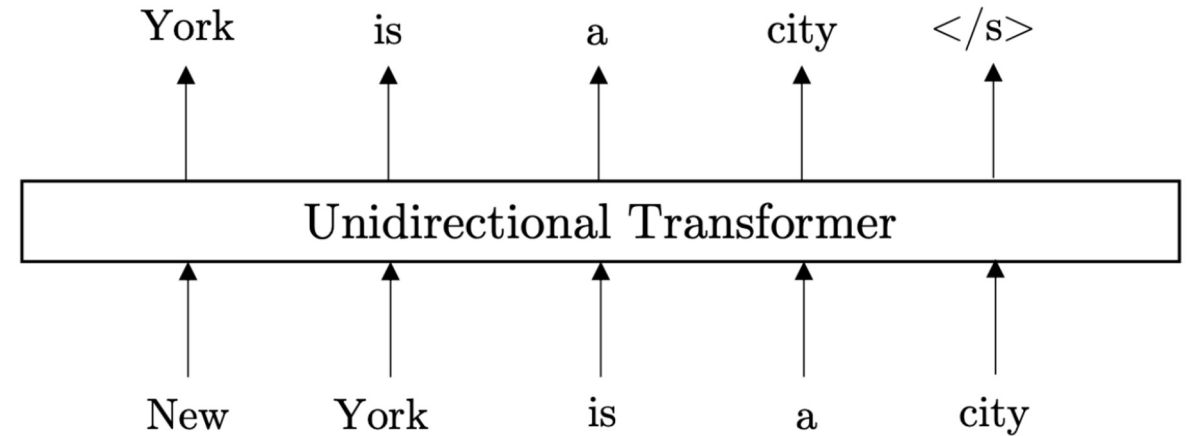 York is a city </s>
Unidirectional Transformer
New York is a city